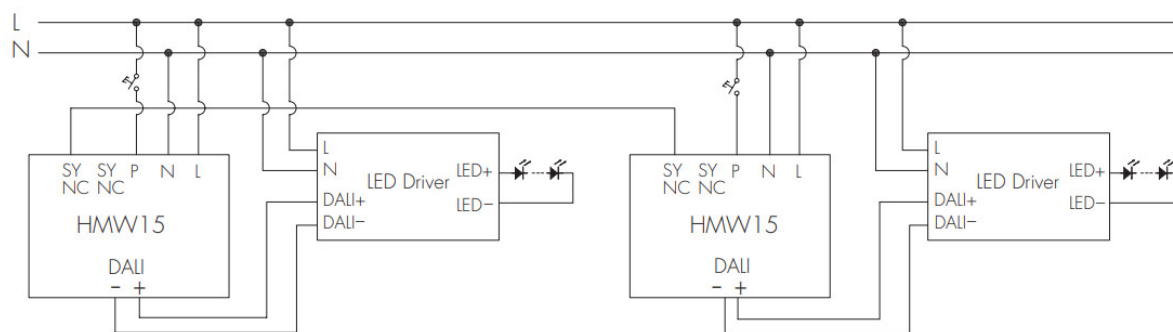 L
N
SY SY P N L
NC NC
HMW15
DALI
- +
L
N
LED Driver
DALI+
DALI-
LED+
LED-
SY SY P N L
NC NC
HMW15
DALI
- +
L
N
LED Driver
DALI+
DALI-
LED+
LED-